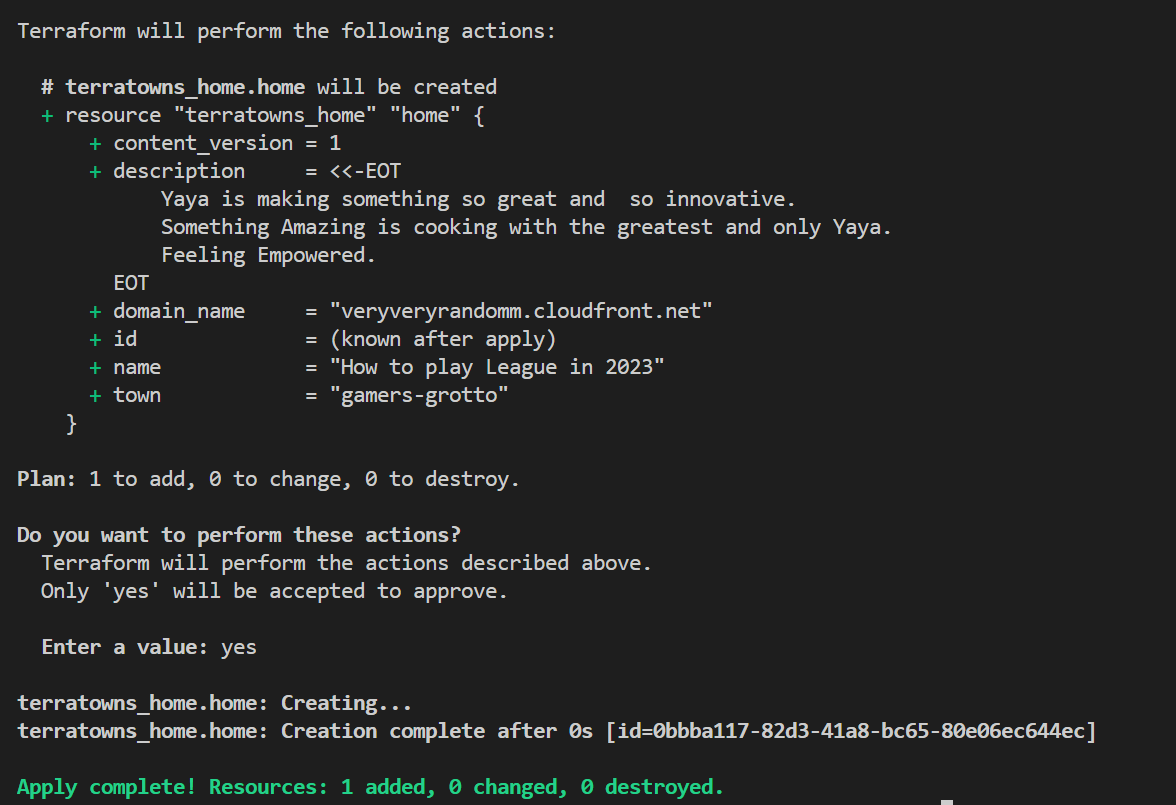 Terraform will perform the following actions:
# terratowns_home.home will be created
+ resource "terratowns_home" "home" {
+ content_version = 1
+ description     = <<-EOT
Yaya is making something so great and  so innovative.
Something Amazing is cooking with the greatest and only Yaya.
Feeling Empowered.
EOT
+ domain_name     = "veryveryrandomm.cloudfront.net"
+ id              = (known after apply)
+ name            = "How to play League in 2023"
+ town            = "gamers-grotto"
}
Plan: 1 to add, 0 to change, 0 to destroy.
Do you want to perform these actions?
Terraform will perform the actions described above.
Only 'yes' will be accepted to approve.
Enter a value: yes
terratowns_home.home: Creating...
terratowns_home.home: Creation complete after 0s [id=0bbba117-82d3-41a8-bc65-80e06ec644ec]
Apply complete! Resources: 1 added, 0 changed, 0 destroyed.